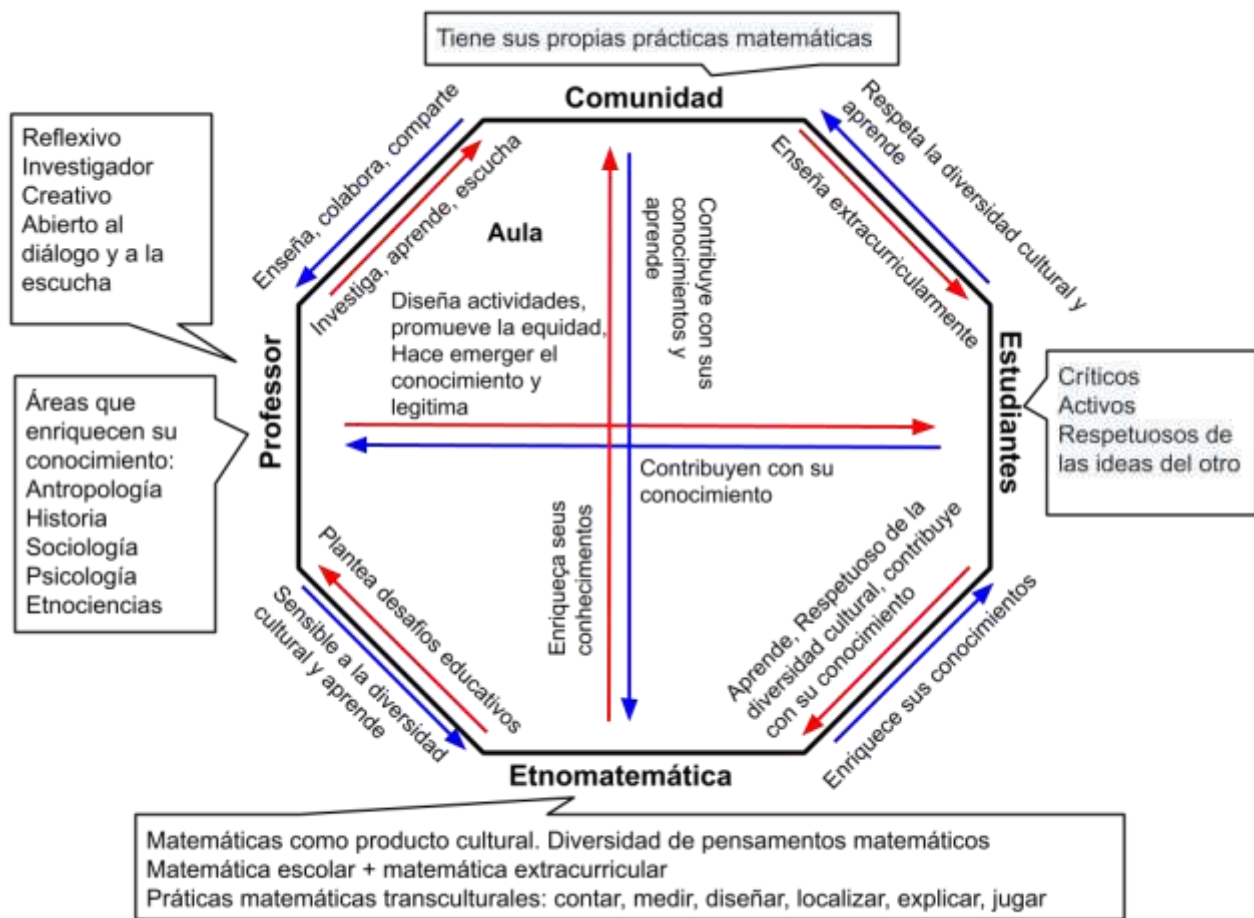 Tiene sus propias prácticas matemáticas
Comunidad
Reflexivo
Investigador
Creativo
Abierto al
diálogo y a la
escucha
Enseña, colabora, comparte
Investiga, aprende, escucha
Respeta la diversidad cultural y
aprende
Enseña extracurricularmente
Aula
Contribuye con sus
conocimientos y
aprende
Diseña actividades,
promueve la equidad,
Hace emerger el
conocimiento y
legitima
Professor
Estudiantes
Críticos
Activos
Respetuosos de
las ideas del otro
Áreas que
enriquecen su
conocimiento:
Antropología
Historia
Sociología
Psicología
Etnociencias
Contribuyen con su
conocimiento
Enriqueça seus
conhecimentos
Plantea desafios educativos
Sensible a la diversidad
cultural y aprende
Aprende, Respetuoso de la
diversidad cultural, contribuye
con su conocimiento
Enriquece sus conocimientos
Etnomatemática
Matemáticas como producto cultural. Diversidad de pensamentos matemáticos
Matemática escolar + matemática extracurricular
Práticas matemáticas transculturales: contar, medir, diseñar, localizar, explicar, jugar